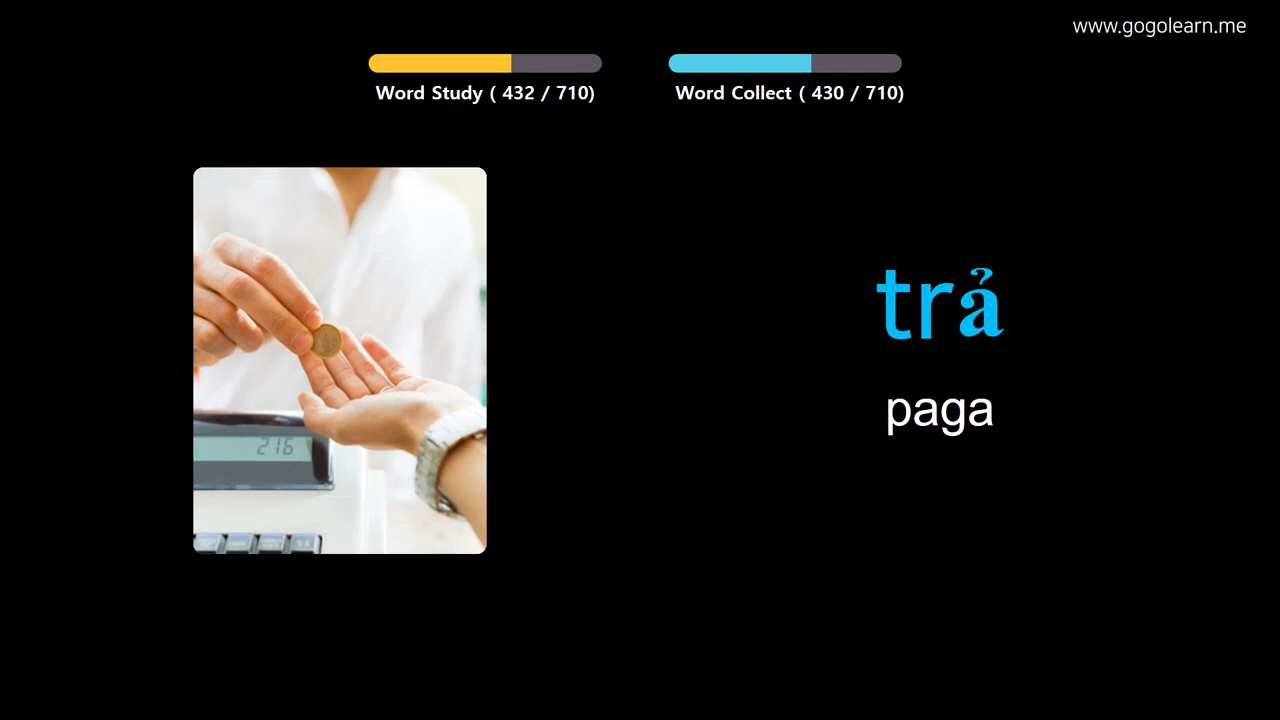 www.gogolearn.me
Word Study ( 432 / 710)
Word Collect ( 430 / 710)
216
trả
paga